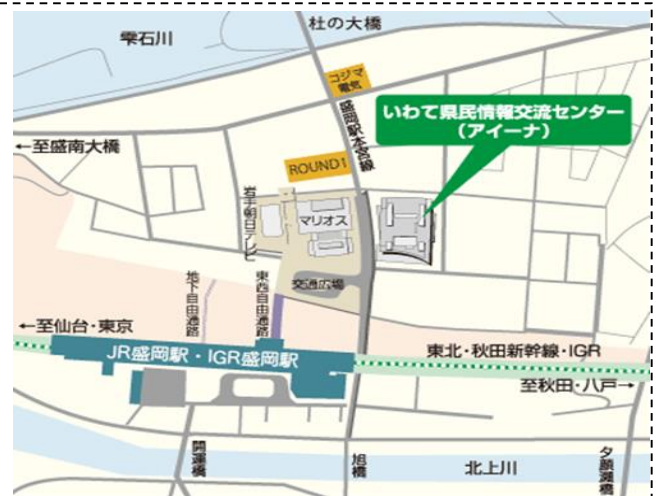 杜の大橋
雫石川
コジマ
電気
いわて県民情報交流センター
(アイーナ)
盛岡駅本宮線
←至盛南大橋
ROUND1
岩手朝日テレビ
マリオス
地下自由通路
東西自由通路
交通広場
←至仙台・東京
JR盛岡駅・IGR盛岡駅
東北・秋田新幹線・IGR
至秋田・八戸→
開運橋
旭橋
北上川
夕顔瀬橋